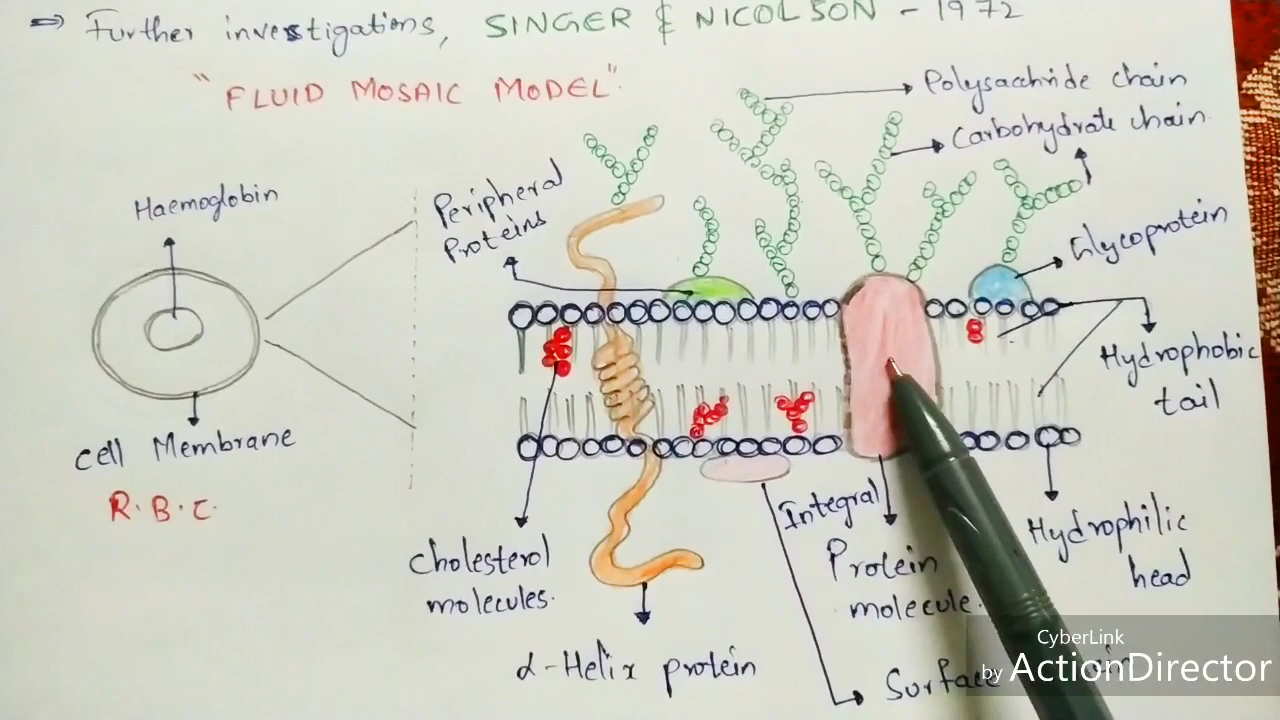 ⇒ Further investigations, SINGER & NICOLSON - 1972
"FLUID MOSAIC MODEL"
Polysacchride chain
Carbohydrate chain
Haemoglobin
Peripheral
Proteins
Glycoprotein
Hydrophobic
tail
cell Membrane
R.B.C.
Cholesterol
molecules.
Integral
Protein
molecule.
Hydrophilic
head
α-Helix protein
Surface
CyberLink
by ActionDirector